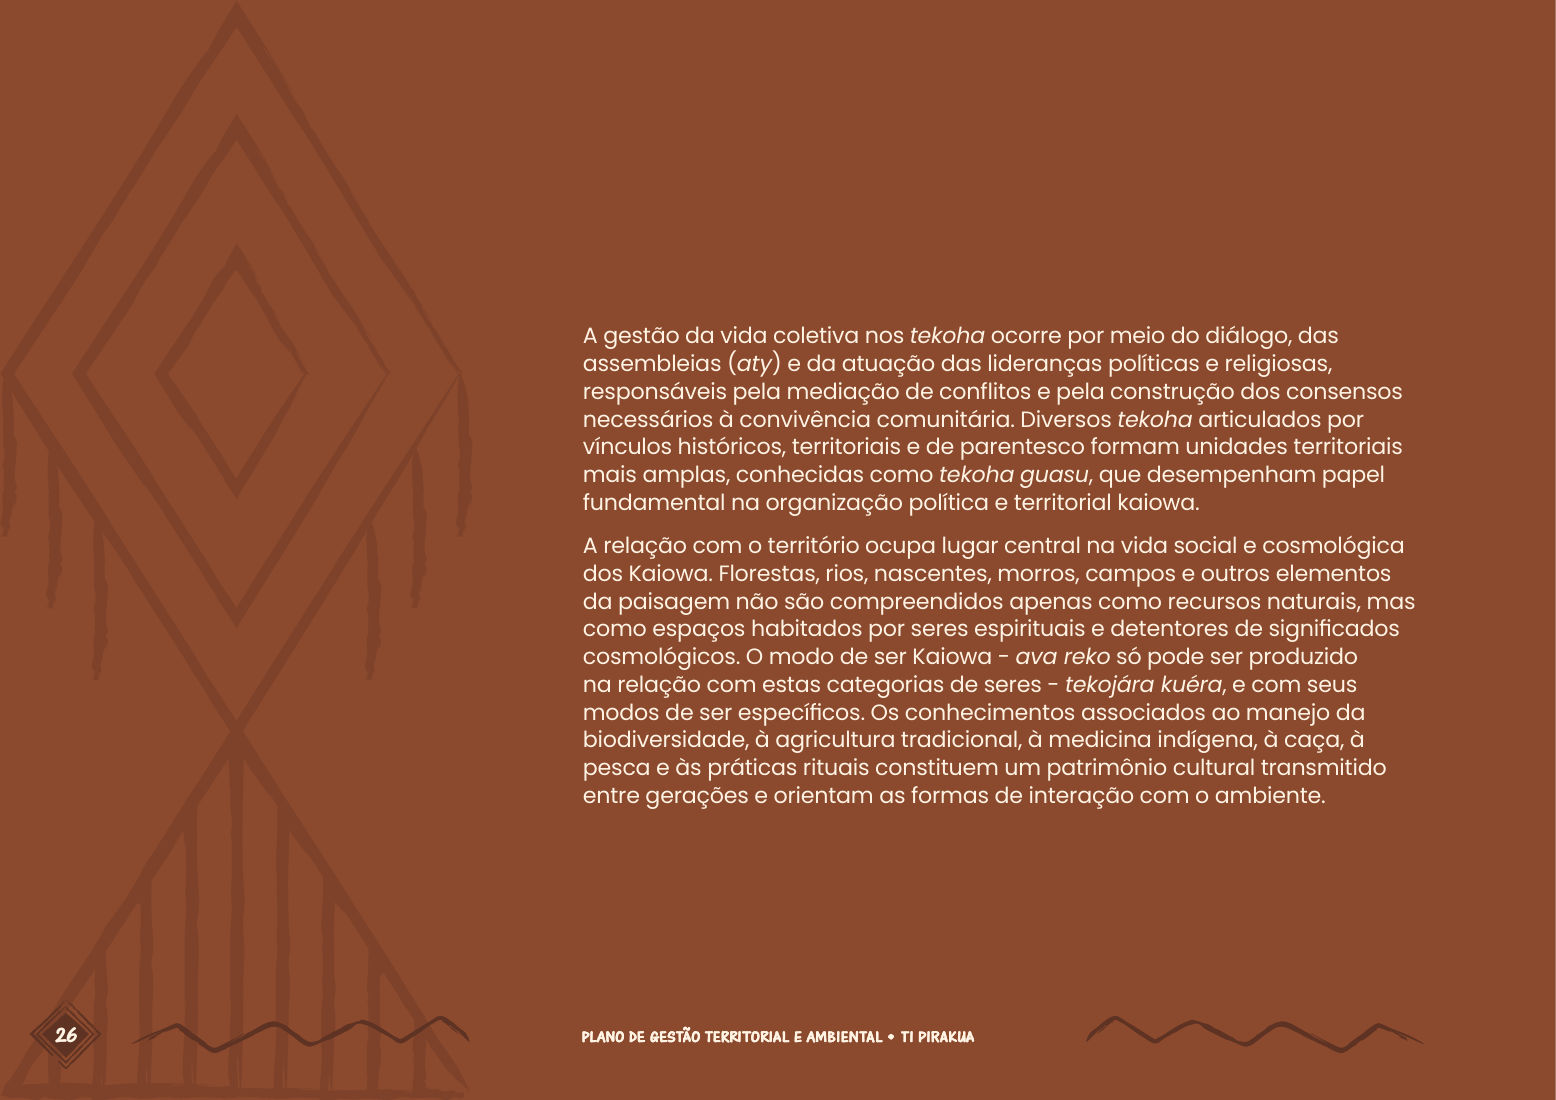 A gestão da vida coletiva nos tekoha ocorre por meio do diálogo, das
assembleias (aty) e da atuação das lideranças políticas e religiosas,
responsáveis pela mediação de conflitos e pela construção dos consensos
necessários à convivência comunitária. Diversos tekoha articulados por
vínculos históricos, territoriais e de parentesco formam unidades territoriais
mais amplas, conhecidas como tekoha guasu, que desempenham papel
fundamental na organização política e territorial kaiowa.
A relação com o território ocupa lugar central na vida social e cosmológica
dos Kaiowa. Florestas, rios, nascentes, morros, campos e outros elementos
da paisagem não são compreendidos apenas como recursos naturais, mas
como espaços habitados por seres espirituais e detentores de significados
cosmológicos. O modo de ser Kaiowa - ava reko só pode ser produzido
na relação com estas categorias de seres - tekojára kuéra, e com seus
modos de ser específicos. Os conhecimentos associados ao manejo da
biodiversidade, à agricultura tradicional, à medicina indígena, à caça, à
pesca e às práticas rituais constituem um patrimônio cultural transmitido
entre gerações e orientam as formas de interação com o ambiente.
26
PLANO DE GESTÃO TERRITORIAL E AMBIENTAL • TI PIRAKUA